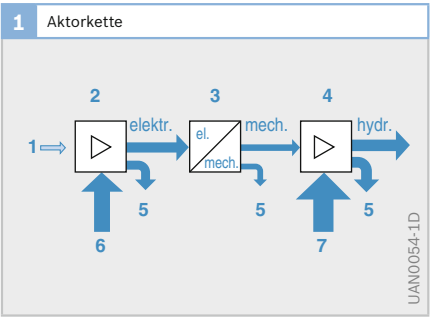 1 Aktorkette
2 3 4
elektr. mech. hydr.
1
el.
mech.
5 5 5
6 7
UAN0054-1D